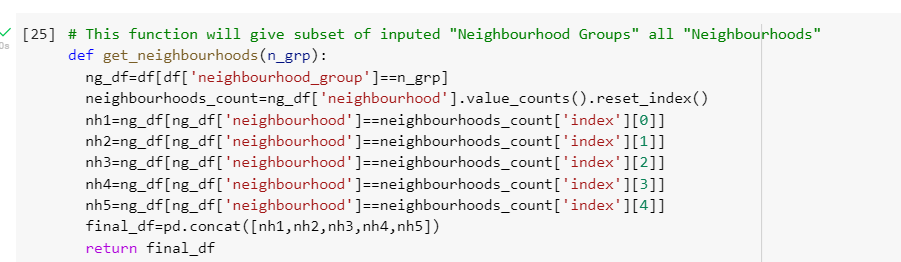 [25] # This function will give subset of inputed "Neighbourhood Groups" all "Neighbourhoods"
def get_neighbourhoods(n_grp):
  ng_df=df[df['neighbourhood_group']==n_grp]
  neighbourhoods_count=ng_df['neighbourhood'].value_counts().reset_index()
  nh1=ng_df[ng_df['neighbourhood']==neighbourhoods_count['index'][0]]
  nh2=ng_df[ng_df['neighbourhood']==neighbourhoods_count['index'][1]]
  nh3=ng_df[ng_df['neighbourhood']==neighbourhoods_count['index'][2]]
  nh4=ng_df[ng_df['neighbourhood']==neighbourhoods_count['index'][3]]
  nh5=ng_df[ng_df['neighbourhood']==neighbourhoods_count['index'][4]]
  final_df=pd.concat([nh1,nh2,nh3,nh4,nh5])
  return final_df